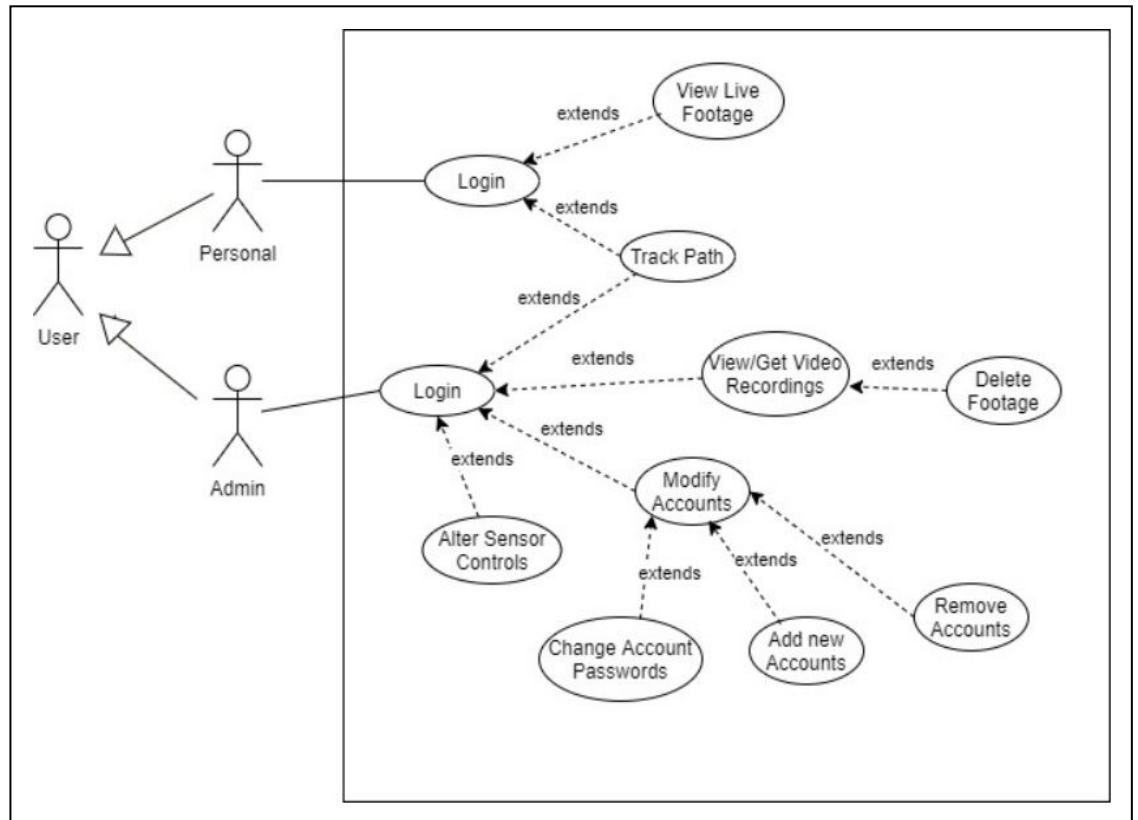 View Live
Footage
extends
Login
Personal
extends
Track Path
User
extends
Login
Admin
extends
View/Get Video
Recordings
extends
Delete
Footage
extends
extends
Modify
Accounts
Alter Sensor
Controls
extends
extends
extends
Change Account
Passwords
Add new
Accounts
Remove
Accounts